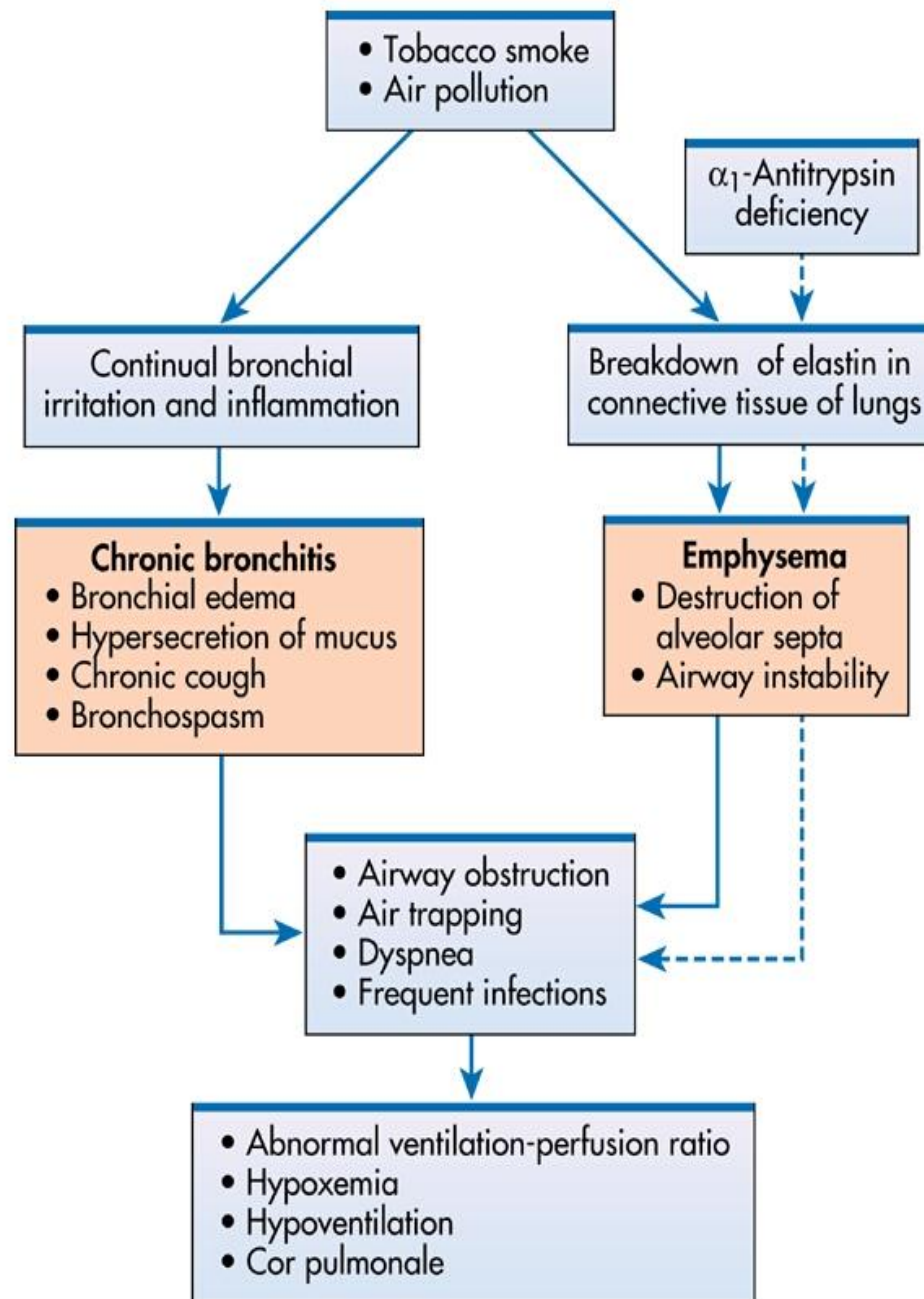 • Tobacco smoke
• Air pollution
α₁-Antitrypsin
deficiency
Continual bronchial
irritation and inflammation
Breakdown of elastin in
connective tissue of lungs
Chronic bronchitis
• Bronchial edema
• Hypersecretion of mucus
• Chronic cough
• Bronchospasm
Emphysema
• Destruction of
alveolar septa
• Airway instability
• Airway obstruction
• Air trapping
• Dyspnea
• Frequent infections
• Abnormal ventilation-perfusion ratio
• Hypoxemia
• Hypoventilation
• Cor pulmonale